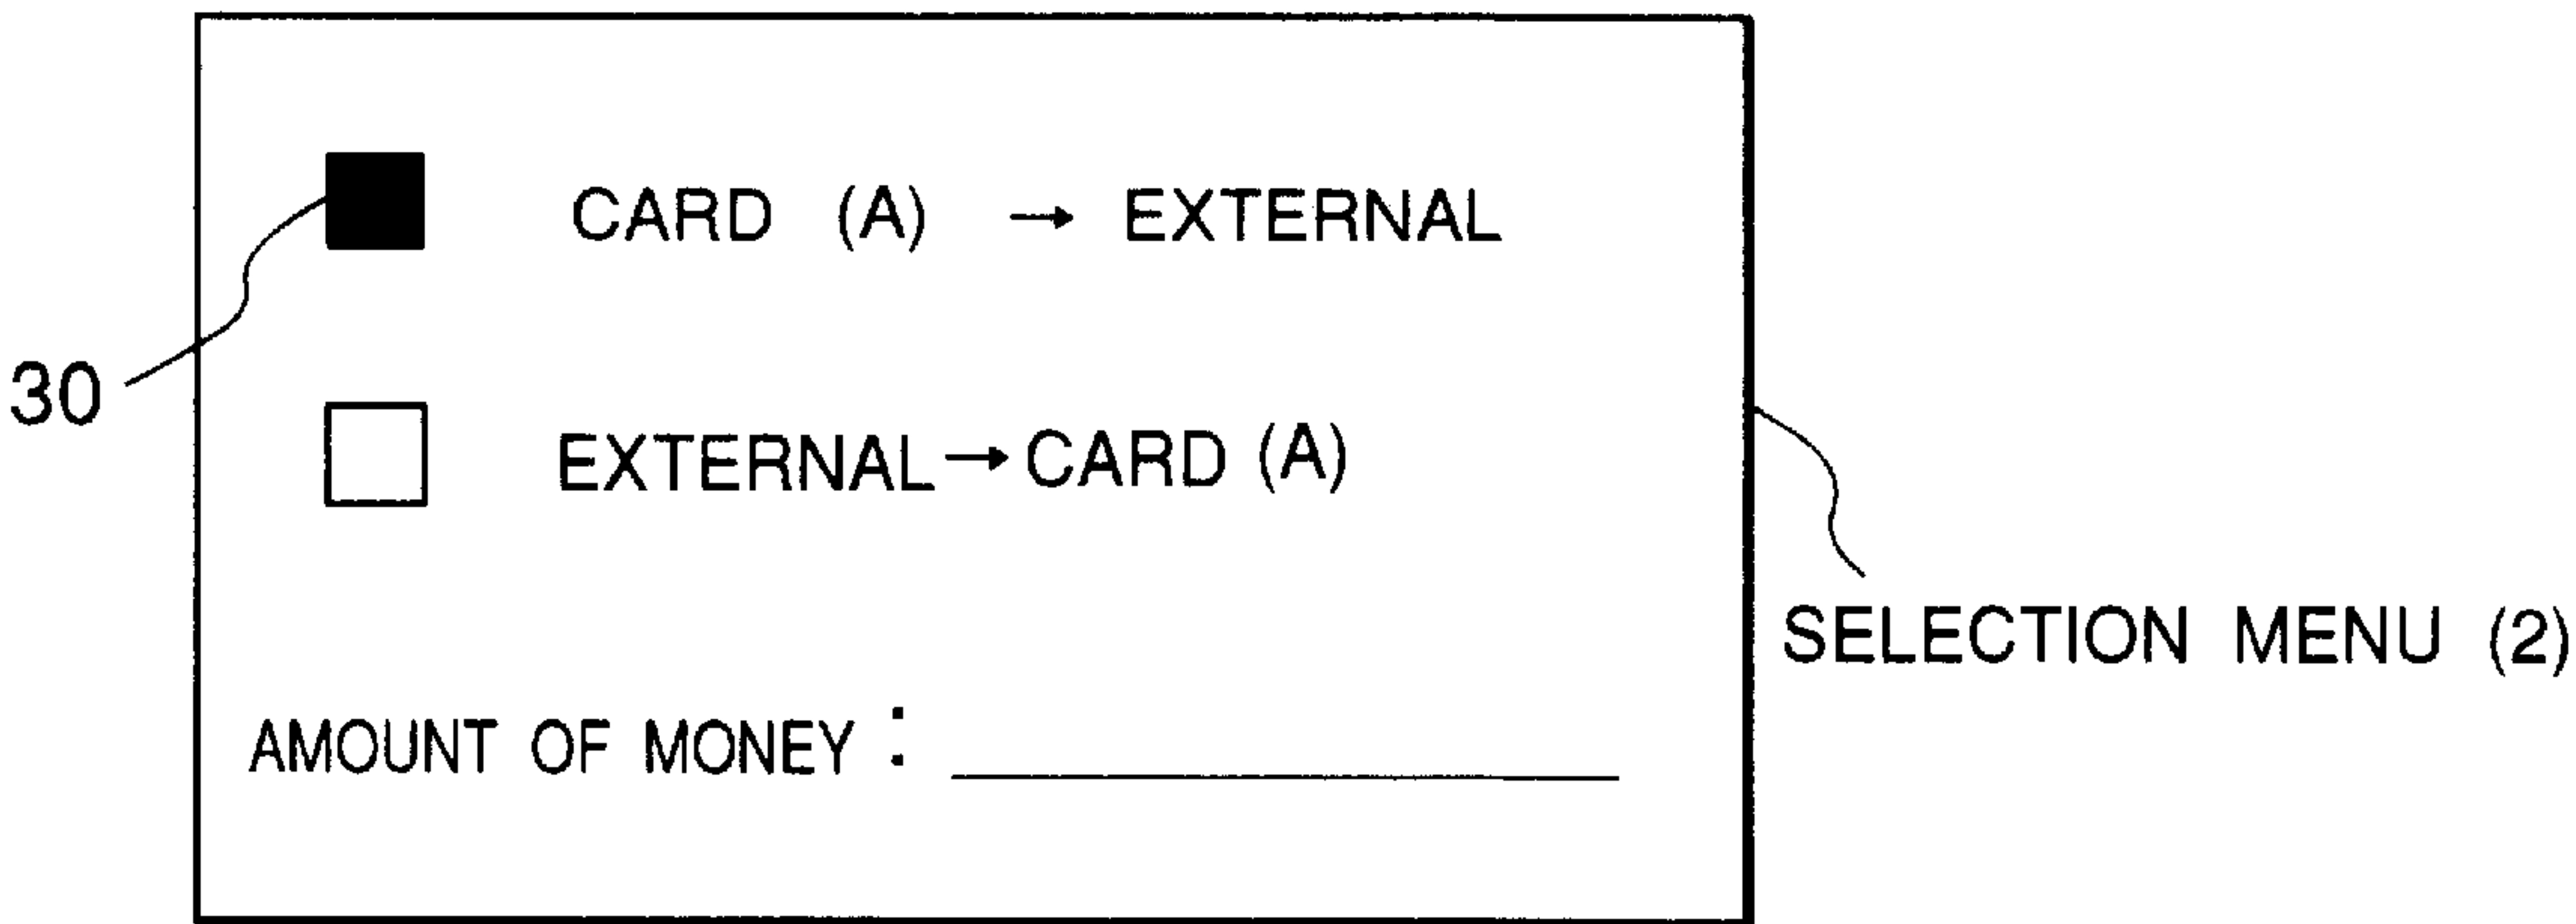 CARD (A) → EXTERNAL
30
EXTERNAL → CARD (A)
SELECTION MENU (2)
AMOUNT OF MONEY :